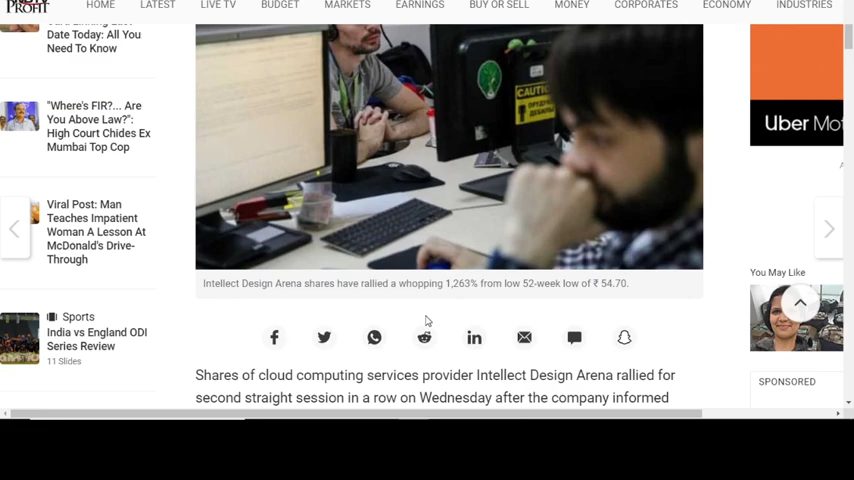 PROFIT
HOME
LATEST
LIVE TV
BUDGET
MARKETS
EARNINGS
BUY OR SELL
MONEY
CORPORATES
ECONOMY
INDUSTRIES
Date Today: All You
Need To Know
"Where's FIR?... Are
You Above Law?":
High Court Chides Ex
Mumbai Top Cop
Viral Post: Man
Teaches Impatient
Woman A Lesson At
McDonald's Drive-
Through
Sports
India vs England ODI
Series Review
11 Slides
CAUTI
Intellect Design Arena shares have rallied a whopping 1,263% from low 52-week low of ₹ 54.70.
Shares of cloud computing services provider Intellect Design Arena rallied for
second straight session in a row on Wednesday after the company informed
Uber Mot
You May Like
SPONSORED